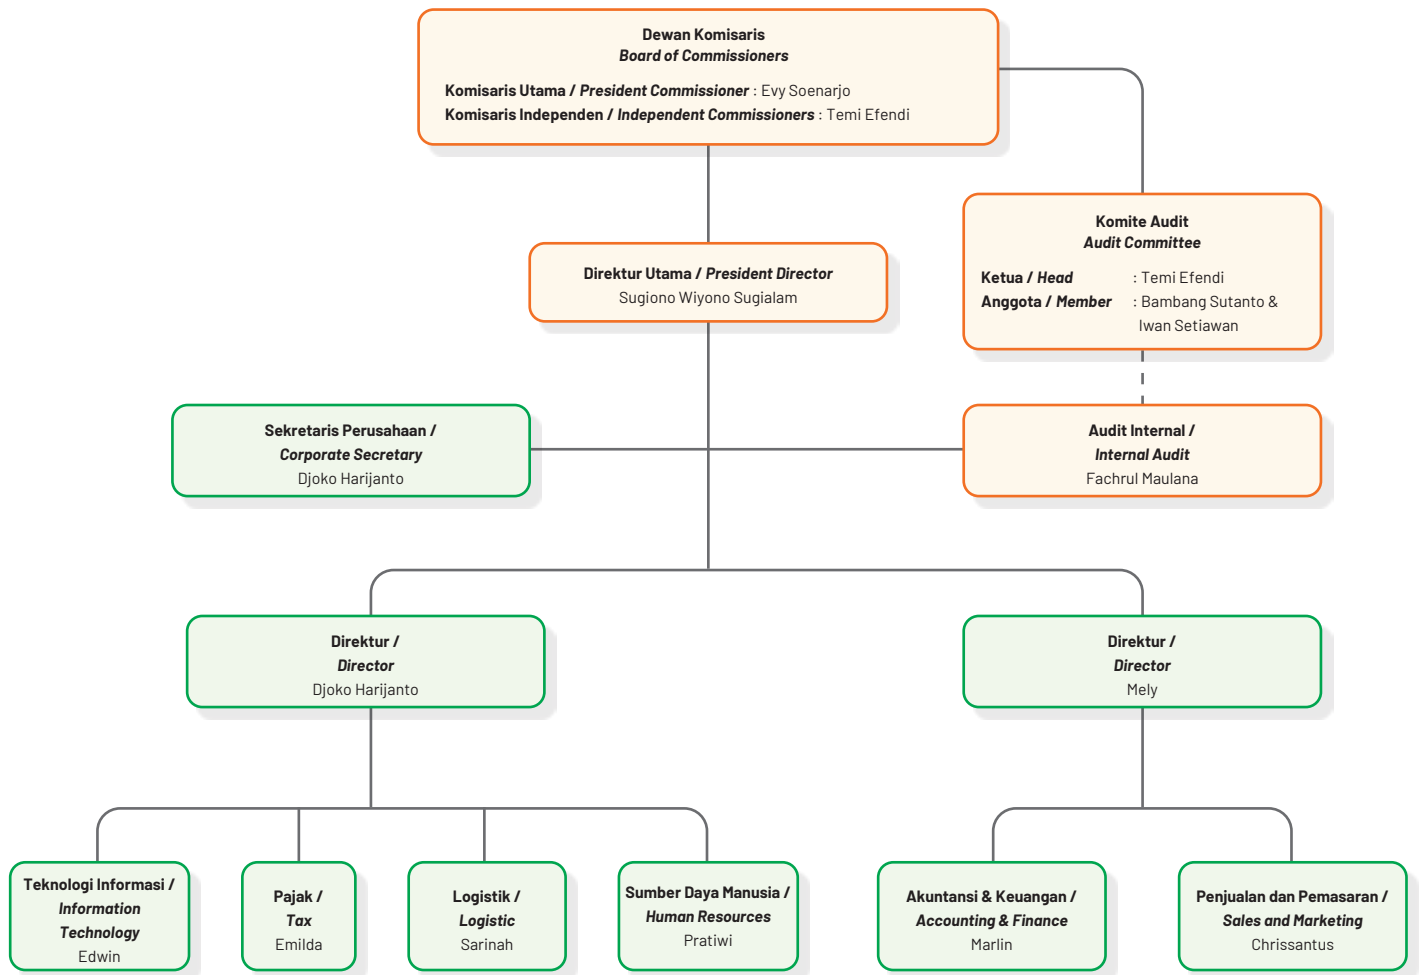 Dewan Komisaris
Board of Commissioners
Komisaris Utama / President Commissioner : Evy Soenarjo
Komisaris Independen / Independent Commissioners : Temi Efendi
Komite Audit
Audit Committee
Ketua / Head : Temi Efendi
Anggota / Member : Bambang Sutanto &
Iwan Setiawan
Direktur Utama / President Director
Sugiono Wiyono Sugialam
Sekretaris Perusahaan /
Corporate Secretary
Djoko Harijanto
Audit Internal /
Internal Audit
Fachrul Maulana
Direktur /
Director
Djoko Harijanto
Direktur /
Director
Mely
Teknologi Informasi /
Information
Technology
Edwin
Pajak /
Tax
Emilda
Logistik /
Logistic
Sarinah
Sumber Daya Manusia /
Human Resources
Pratiwi
Akuntansi & Keuangan /
Accounting & Finance
Marlin
Penjualan dan Pemasaran /
Sales and Marketing
Chrissantus